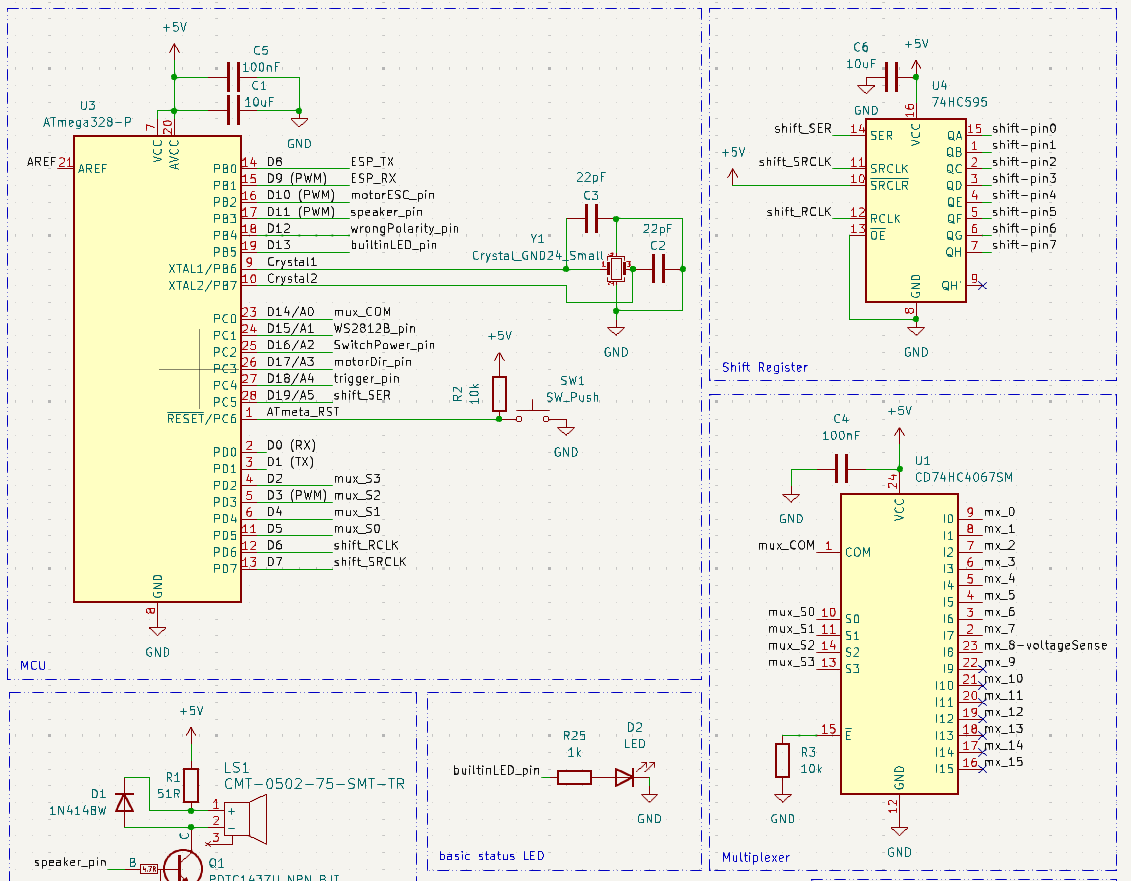 +5V
C5
100nF
C1
10uF
GND
U3
ATmega328-P
7
20
VCC
AVCC
AREF 21 AREF
PB0 14 D8 ESP_TX
PB1 15 D9 (PWM) ESP_RX
PB2 16 D10 (PWM) motorESC_pin
PB3 17 D11 (PWM) speaker_pin
PB4 18 D12 wrongPolarity_pin
PB5 19 D13 builtinLED_pin
XTAL1/PB6 9 Crystal1
XTAL2/PB7 10 Crystal2
PC0 23 D14/A0 mux_COM
PC1 24 D15/A1 WS2812B_pin
PC2 25 D16/A2 SwitchPower_pin
PC3 26 D17/A3 motorDir_pin
PC4 27 D18/A4 trigger_pin
PC5 28 D19/A5 shift_SER
RESET/PC6 1 ATmeta_RST
PD0 2 D0 (RX)
PD1 3 D1 (TX)
PD2 4 D2 mux_S3
PD3 5 D3 (PWM) mux_S2
PD4 6 D4 mux_S1
PD5 11 D5 mux_S0
PD6 12 D6 shift_RCLK
PD7 13 D7 shift_SRCLK
GND
8
GND
22pF
C3
Y1
Crystal_GND24_Small
22pF
C2
GND
+5V
R2
10k
SW1
SW_Push
GND
MCU
C6
10uF
+5V
GND
U4
74HC595
16
VCC
shift_SER 14 SER
+5V
shift_SRCLK 11 SRCLK
10 SRCLR
shift_RCLK 12 RCLK
13 OE
QA 15 shift-pin0
QB 1 shift-pin1
QC 2 shift-pin2
QD 3 shift-pin3
QE 4 shift-pin4
QF 5 shift-pin5
QG 6 shift-pin6
QH 7 shift-pin7
QH' 9
GND
8
GND
Shift Register
C4
100nF
+5V
GND
U1
CD74HC4067SM
24
VCC
mux_COM 1 COM
mux_S0 10 S0
mux_S1 11 S1
mux_S2 14 S2
mux_S3 13 S3
15 E
R3
10k
GND
I0 9 mx_0
I1 8 mx_1
I2 7 mx_2
I3 6 mx_3
I4 5 mx_4
I5 4 mx_5
I6 3 mx_6
I7 2 mx_7
I8 23 mx_8-voltageSense
I9 22 mx_9
I10 21 mx_10
I11 20 mx_11
I12 19 mx_12
I13 18 mx_13
I14 17 mx_14
I15 16 mx_15
GND
12
GND
Multiplexer
+5V
R1
51R
LS1
CMT-0502-75-SMT-TR
D1
1N4148W
1 +
2 −
3
C
speaker_pin B 4.7k
Q1
PDTC143ZU NPN BJT
builtinLED_pin
R25
1k
D2
LED
GND
basic status LED